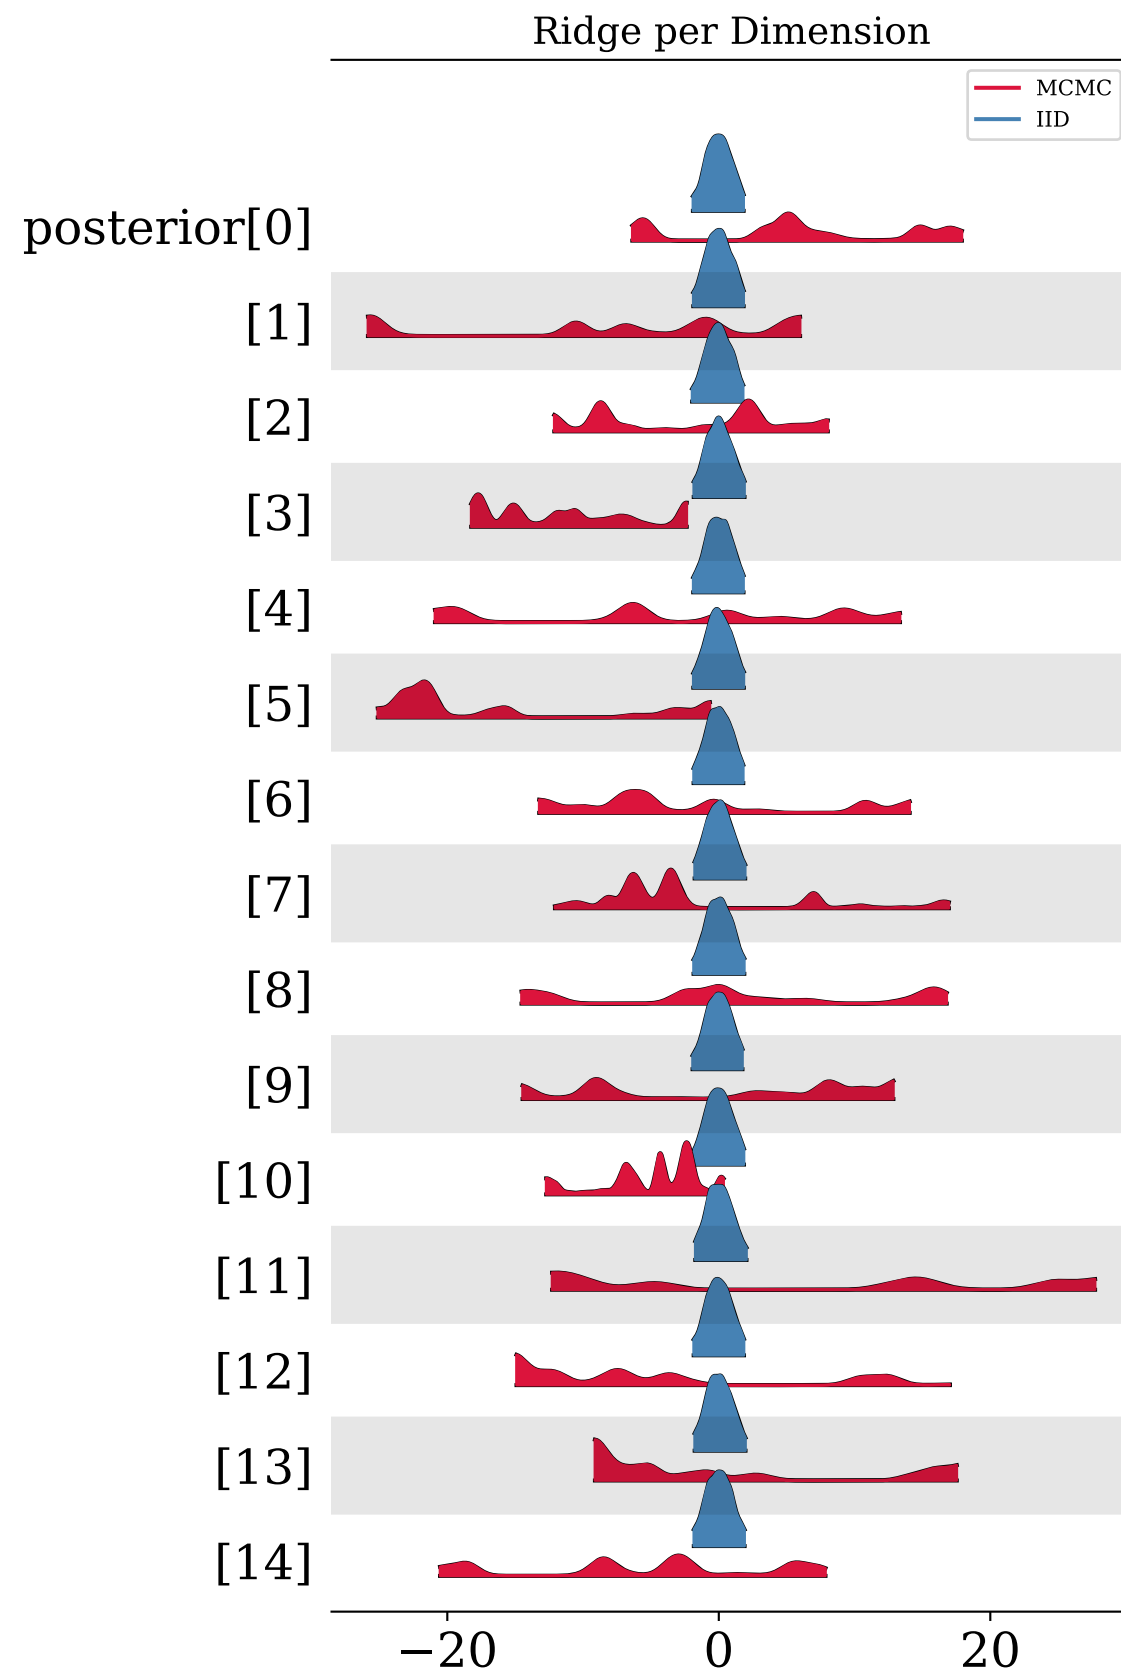 Ridge per Dimension
MCMC
IID
posterior[0]
[1]
[2]
[3]
[4]
[5]
[6]
[7]
[8]
[9]
[10]
[11]
[12]
[13]
[14]
−20 0 20